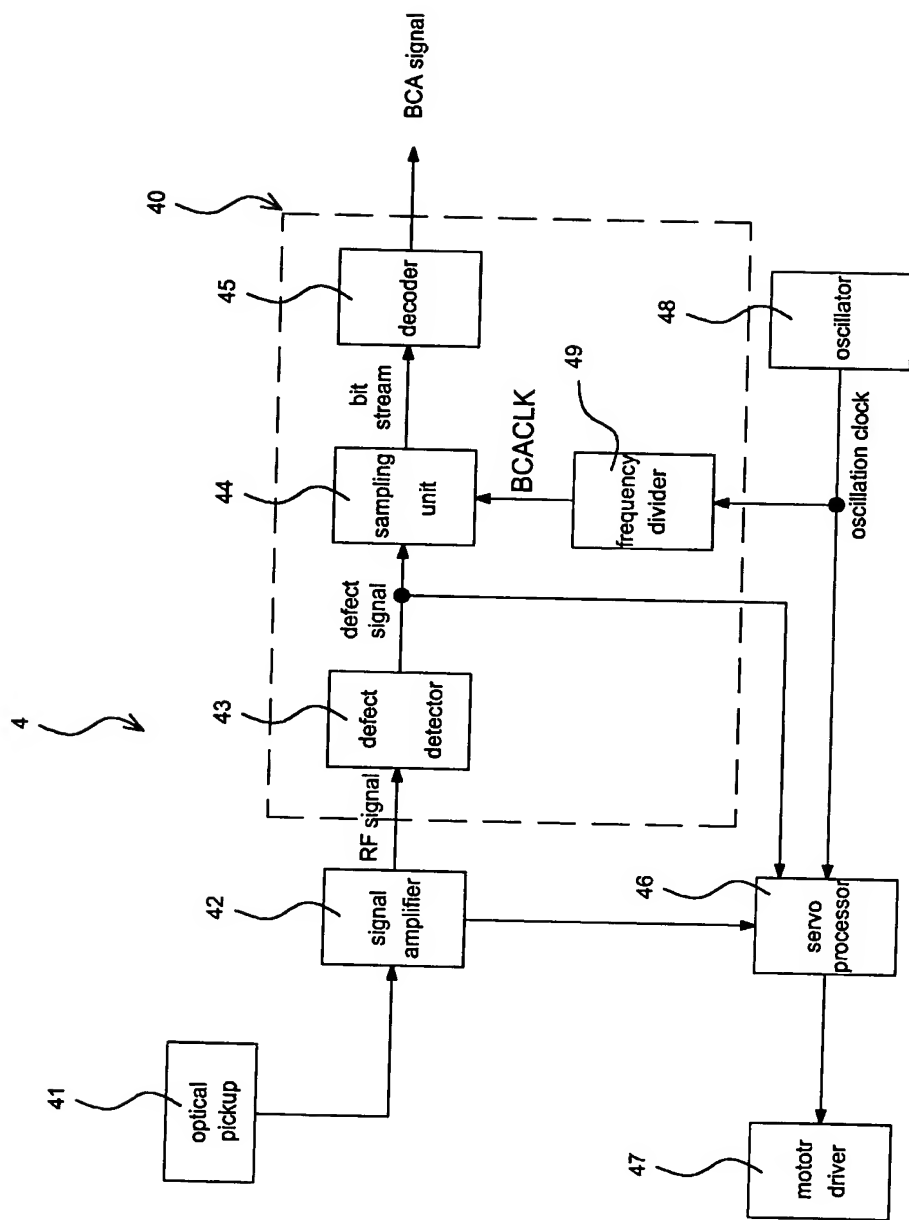 4
40
41
optical
pickup
42
signal
amplifier
RF signal
43
defect
detector
defect
signal
44
sampling
unit
bit
stream
45
decoder
BCA signal
BCACLK
49
frequency
divider
48
oscillator
oscillation clock
46
servo
processor
47
mototr
driver